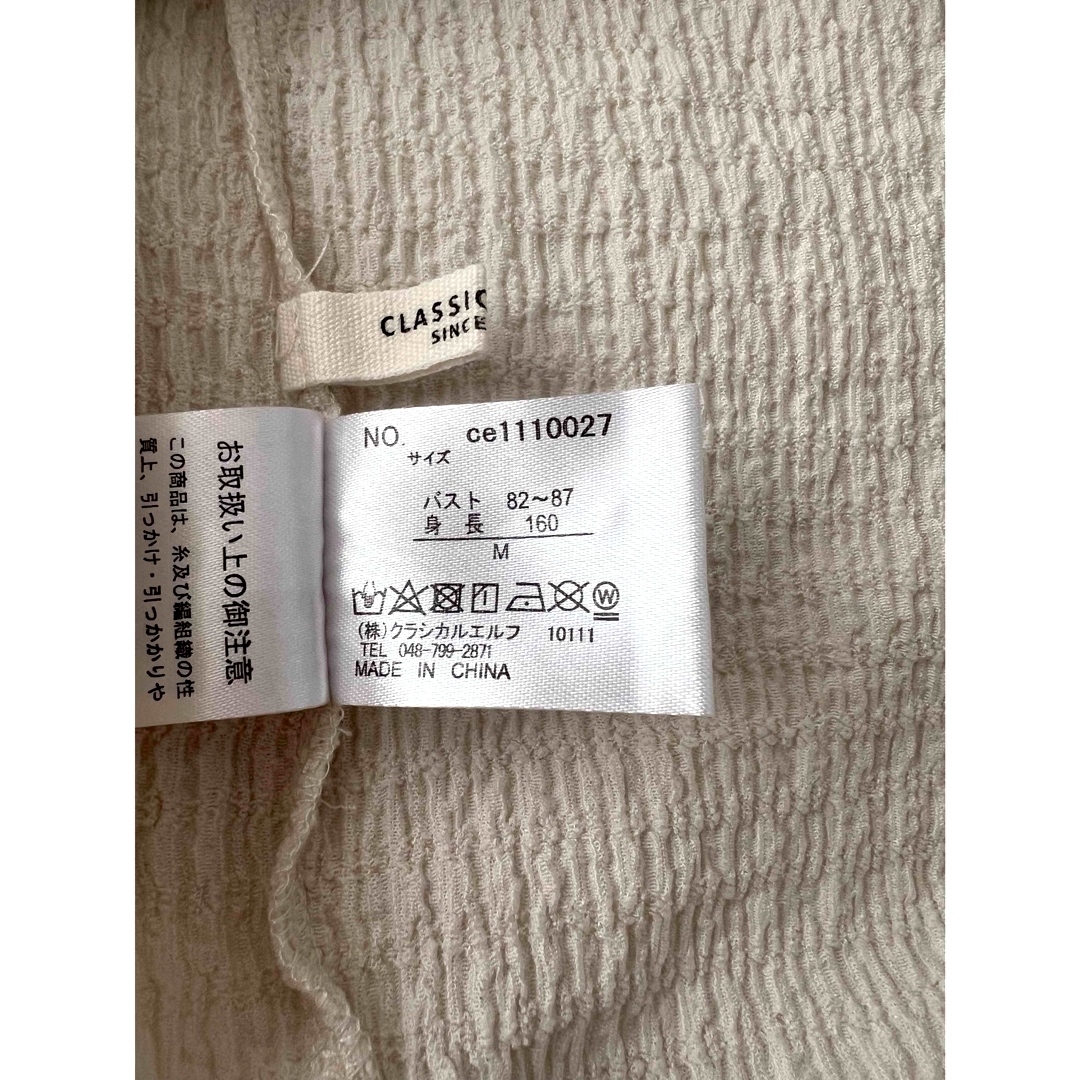 CLASSIC
SINCE
NO. ce1110027
サイズ
バスト 82～87
身 長 160
M
W
(株)クラシカルエルフ 10111
TEL 048-799-2871
MADE IN CHINA
お取扱い上の御注意
この商品は、糸及び編組織の性
質上、引っかけ・引っかかりや